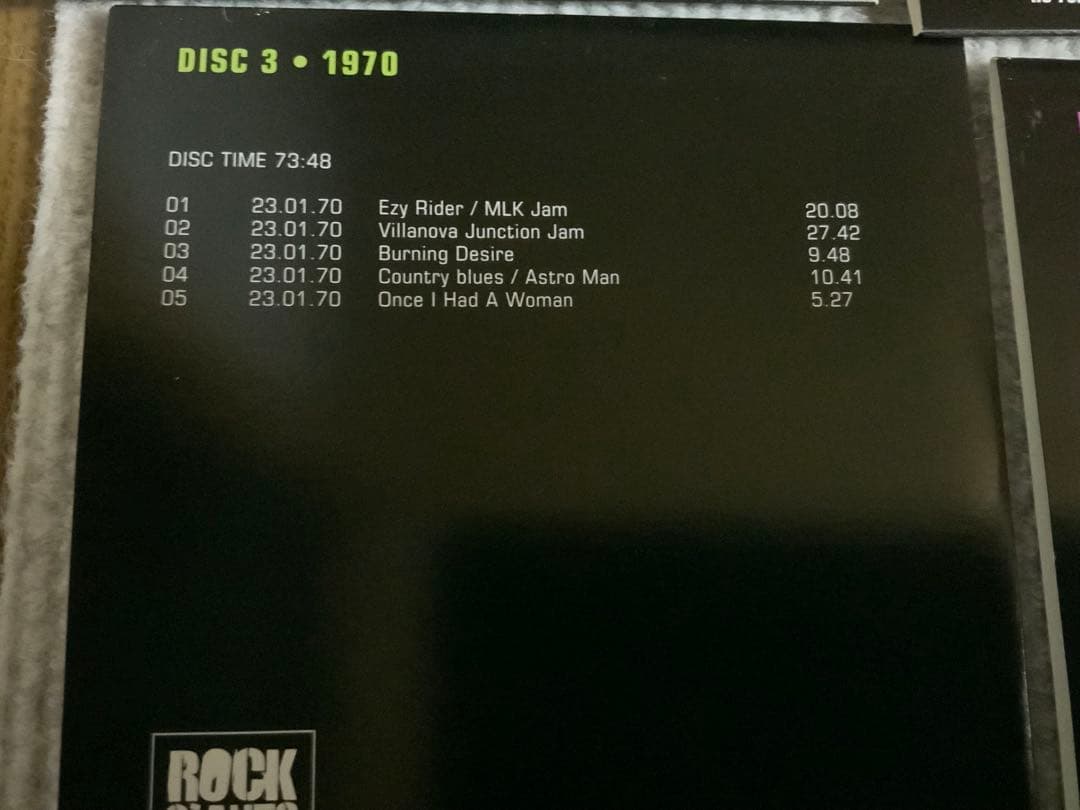 DISC 3 • 1970
DISC TIME 73:48
01 23.01.70 Ezy Rider / MLK Jam 20.08
02 23.01.70 Villanova Junction Jam 27.42
03 23.01.70 Burning Desire 9.48
04 23.01.70 Country blues / Astro Man 10.41
05 23.01.70 Once I Had A Woman 5.27
ROCK